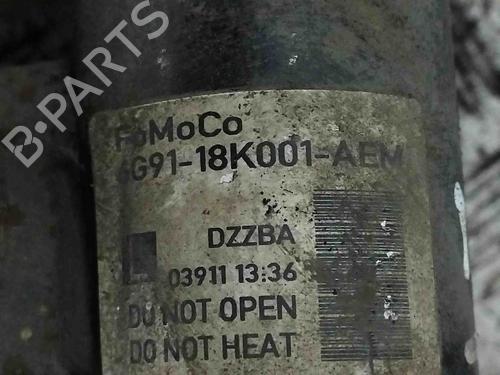 B-PARTS
FoMoCo
6G91-18K001-AEM
DZZBA
L
03911 13:36
DO NOT OPEN
DO NOT HEAT